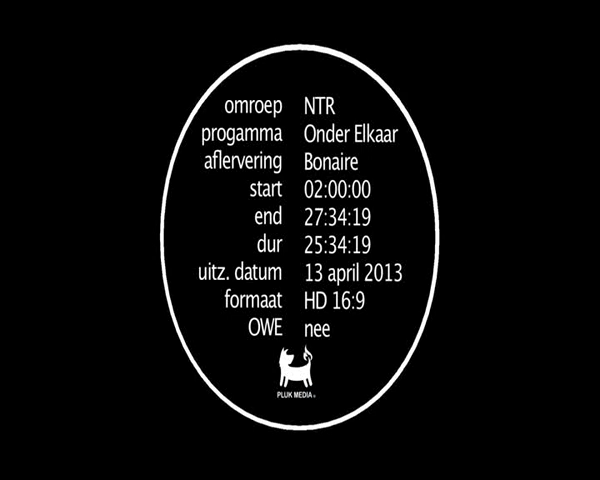 omroep NTR
progamma Onder Elkaar
aflervering Bonaire
start 02:00:00
end 27:34:19
dur 25:34:19
uitz. datum 13 april 2013
formaat HD 16:9
OWE nee
PLUK MEDIA